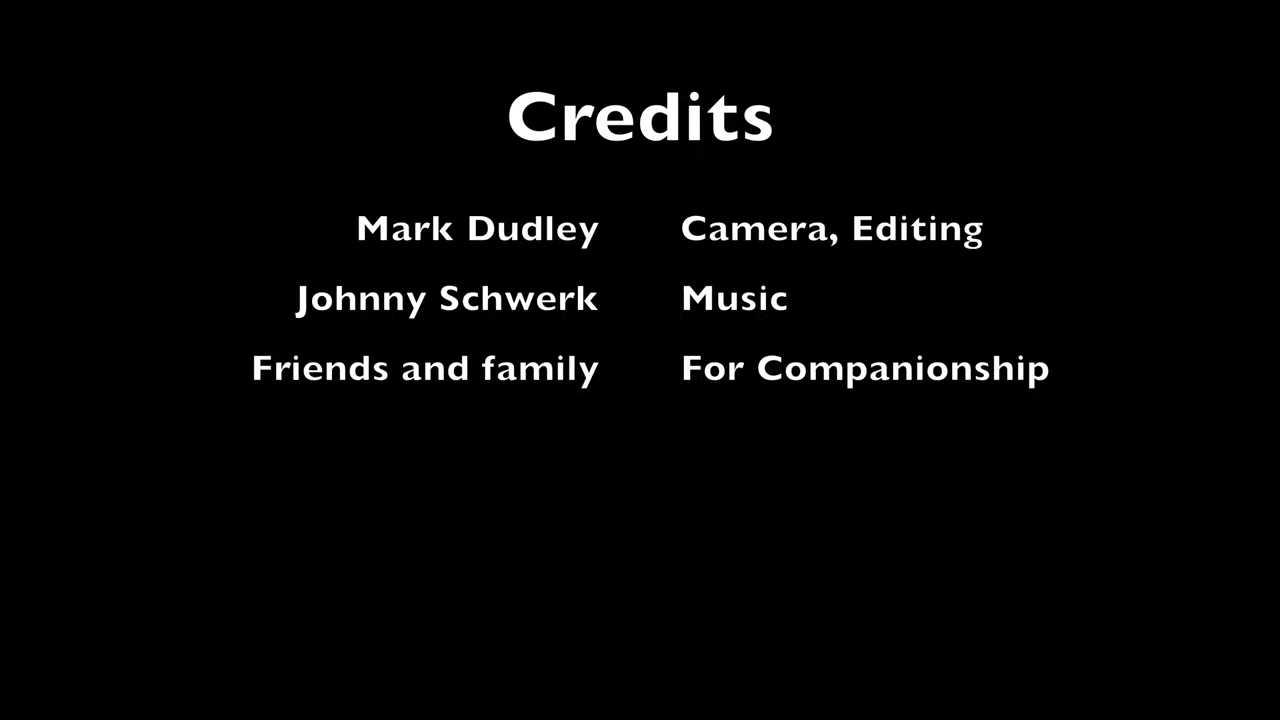 Credits
Mark Dudley Camera, Editing
Johnny Schwerk Music
Friends and family For Companionship